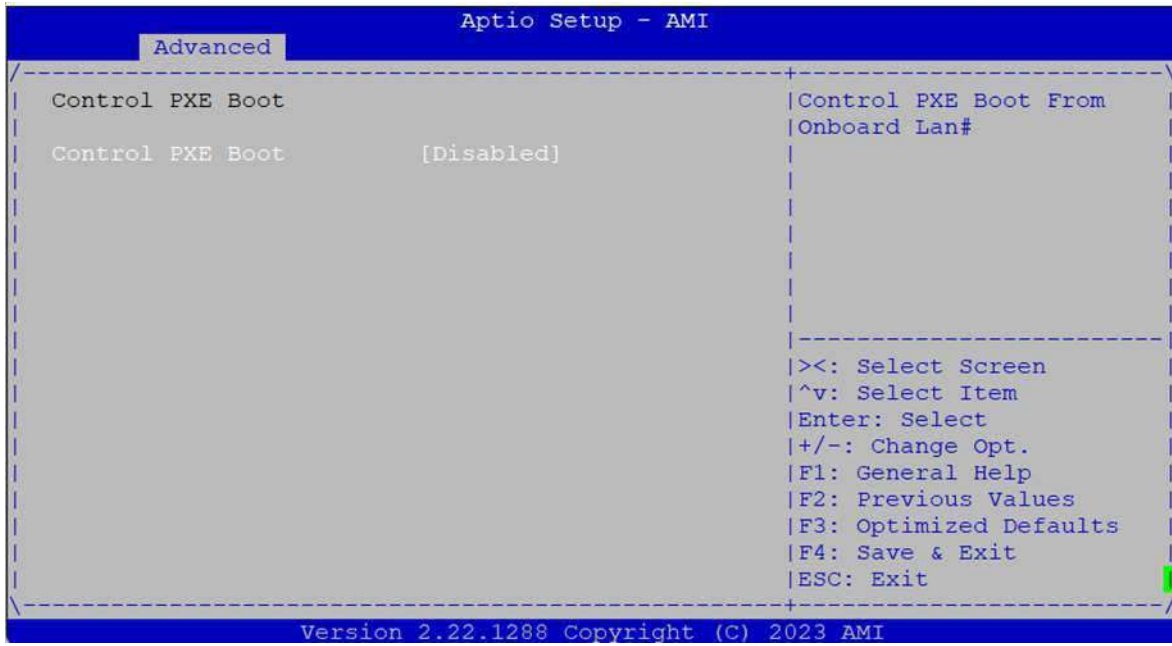 Aptio Setup - AMI
Advanced
Control PXE Boot
Control PXE Boot [Disabled]
Control PXE Boot From
Onboard Lan#
><: Select Screen
^v: Select Item
Enter: Select
+/-: Change Opt.
F1: General Help
F2: Previous Values
F3: Optimized Defaults
F4: Save & Exit
ESC: Exit
Version 2.22.1288 Copyright (C) 2023 AMI